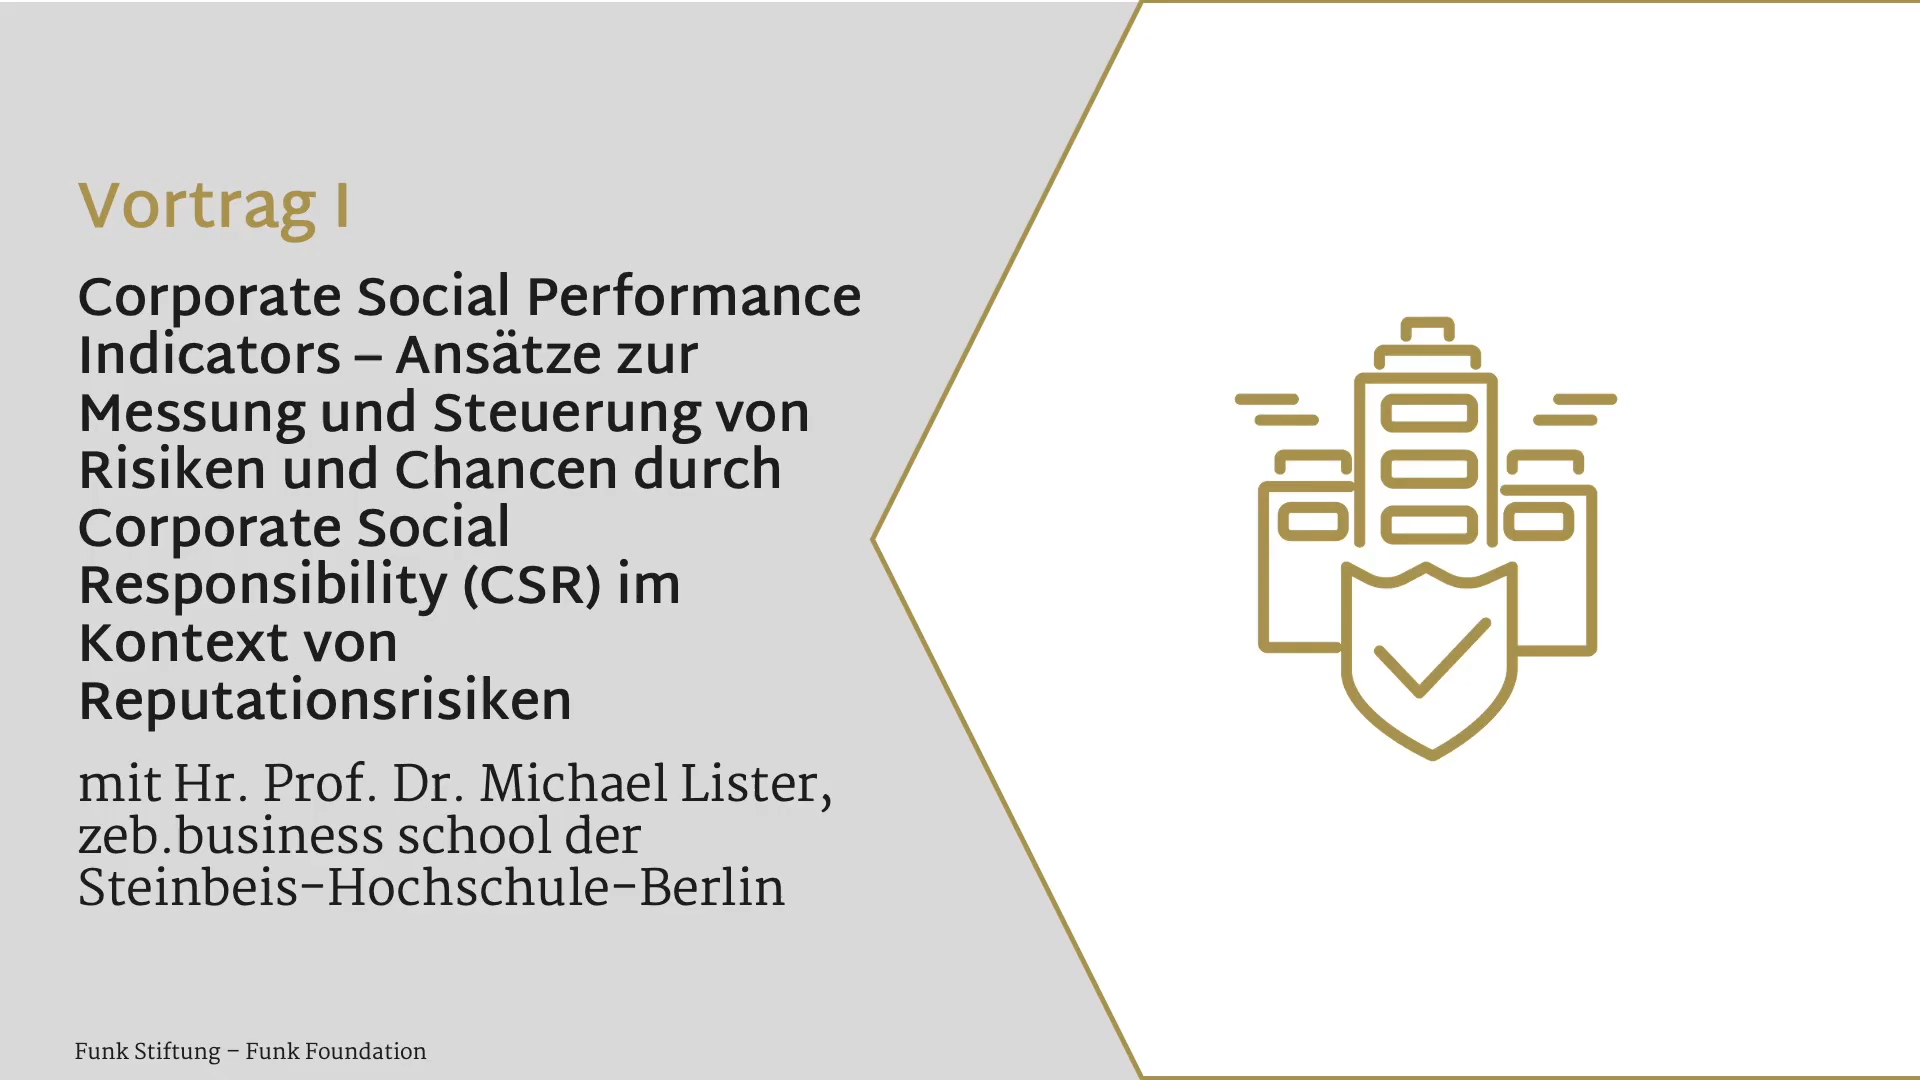 Vortrag I
Corporate Social Performance
Indicators – Ansätze zur
Messung und Steuerung von
Risiken und Chancen durch
Corporate Social
Responsibility (CSR) im
Kontext von
Reputationsrisiken
mit Hr. Prof. Dr. Michael Lister,
zeb.business school der
Steinbeis-Hochschule-Berlin
Funk Stiftung – Funk Foundation